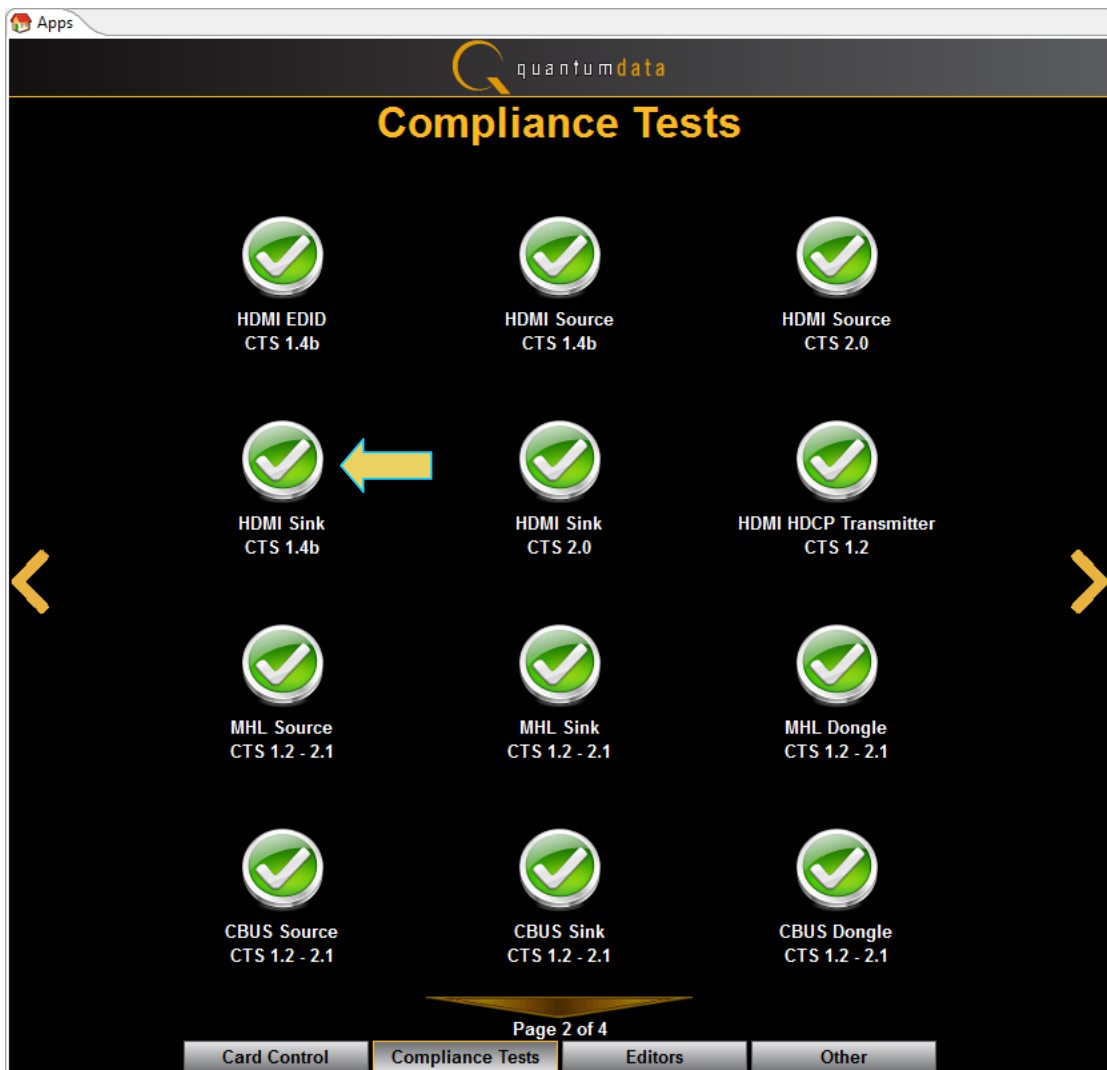 Apps
quantumdata
Compliance Tests
HDMI EDID
CTS 1.4b
HDMI Source
CTS 1.4b
HDMI Source
CTS 2.0
HDMI Sink
CTS 1.4b
HDMI Sink
CTS 2.0
HDMI HDCP Transmitter
CTS 1.2
MHL Source
CTS 1.2 - 2.1
MHL Sink
CTS 1.2 - 2.1
MHL Dongle
CTS 1.2 - 2.1
CBUS Source
CTS 1.2 - 2.1
CBUS Sink
CTS 1.2 - 2.1
CBUS Dongle
CTS 1.2 - 2.1
Page 2 of 4
Card Control
Compliance Tests
Editors
Other